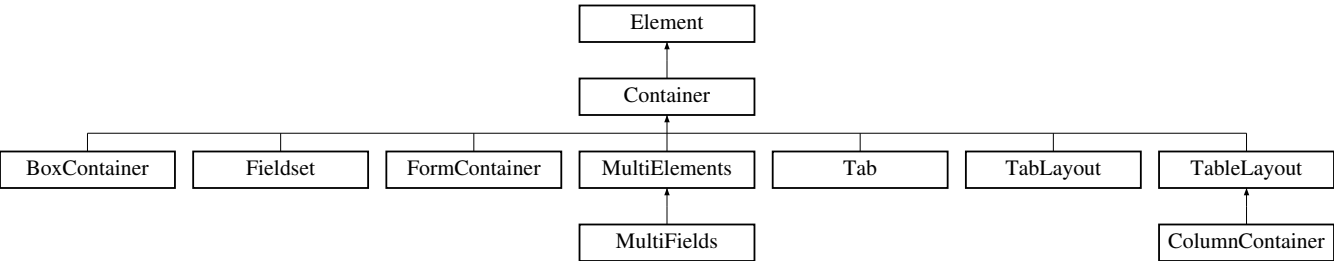 Element
Container
BoxContainer Fieldset FormContainer MultiElements Tab TabLayout TableLayout
MultiFields ColumnContainer